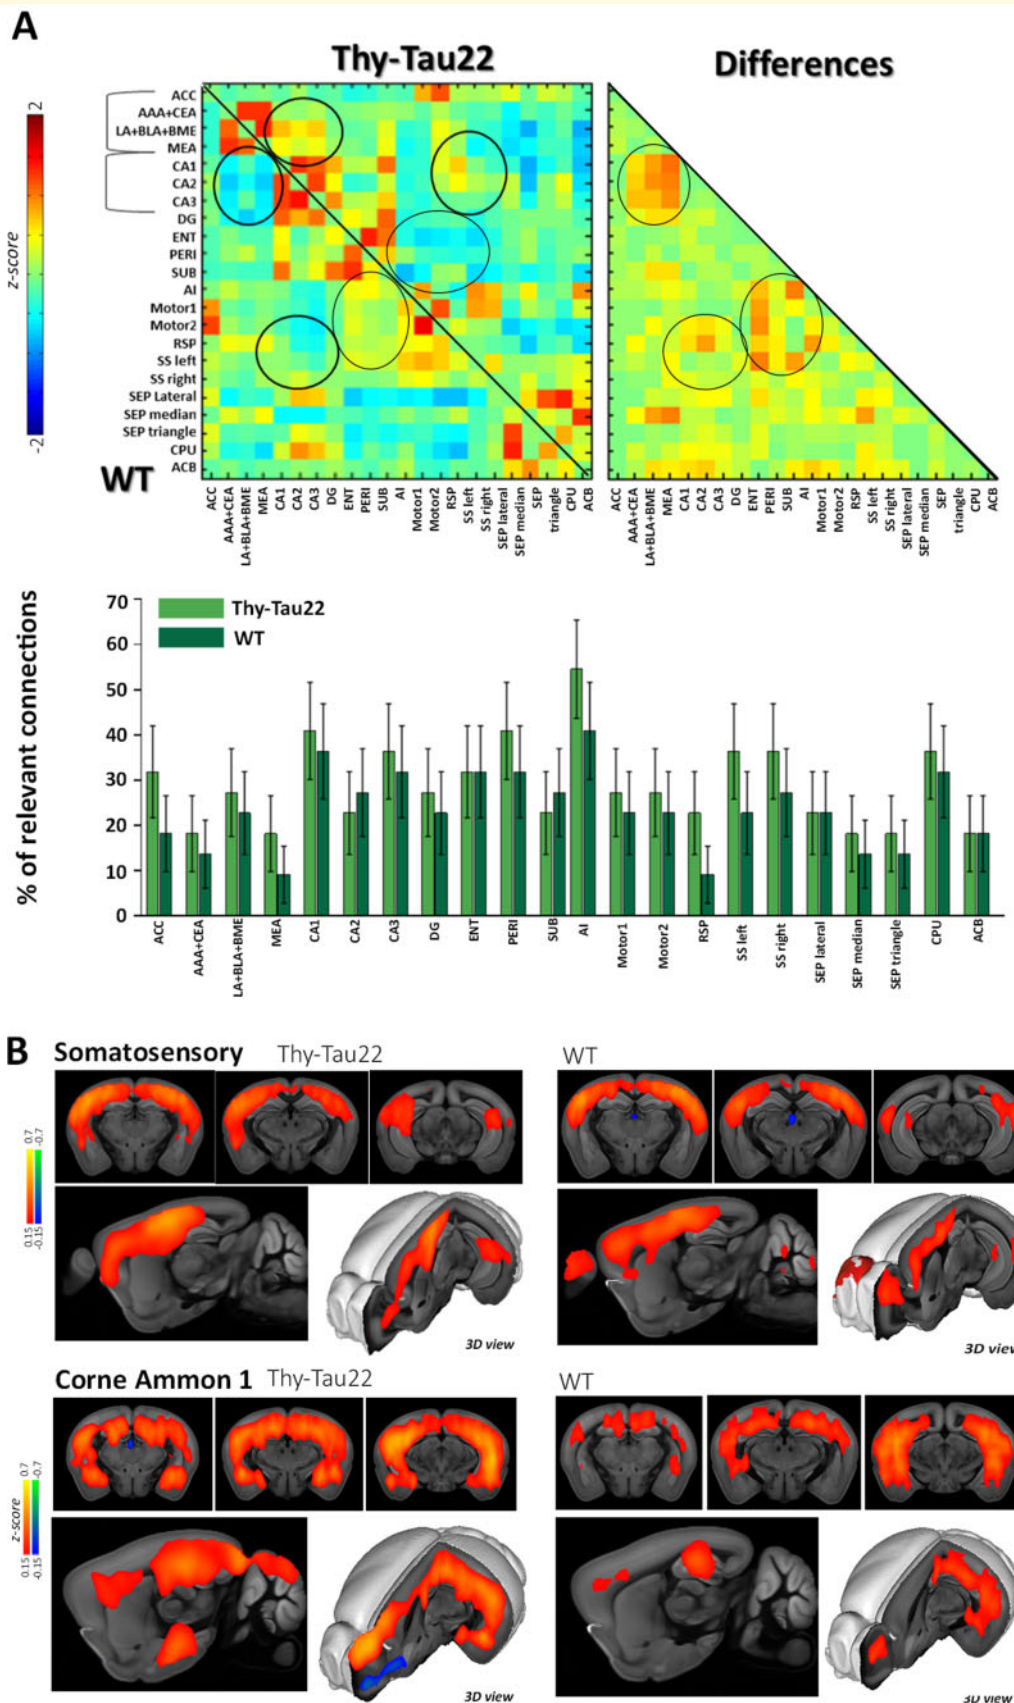 A
Thy-Tau22
Differences
2
z-score
-2
ACC
AAA+CEA
LA+BLA+BME
MEA
CA1
CA2
CA3
DG
ENT
PERI
SUB
AI
Motor1
Motor2
RSP
SS left
SS right
SEP Lateral
SEP median
SEP triangle
CPU
ACB
WT
ACC
AAA+CEA
LA+BLA+BME
MEA
CA1
CA2
CA3
DG
ENT
PERI
SUB
AI
Motor1
Motor2
RSP
SS left
SS right
SEP lateral
SEP median
SEP
triangle
CPU
ACB
ACC
AAA+CEA
LA+BLA+BME
MEA
CA1
CA2
CA3
DG
ENT
PERI
SUB
AI
Motor1
Motor2
RSP
SS left
SS right
SEP lateral
SEP median
SEP
triangle
CPU
ACB
% of relevant connections
70
60
50
40
30
20
10
0
Thy-Tau22
WT
ACC
AAA+CEA
LA+BLA+BME
MEA
CA1
CA2
CA3
DG
ENT
PERI
SUB
AI
Motor1
Motor2
RSP
SS left
SS right
SEP lateral
SEP median
SEP triangle
CPU
ACB
B
Somatosensory Thy-Tau22
WT
0.7
-0.7
0.15
-0.15
3D view
3D view
Corne Ammon 1 Thy-Tau22
WT
z-score
0.7
-0.7
0.15
-0.15
3D view
3D view